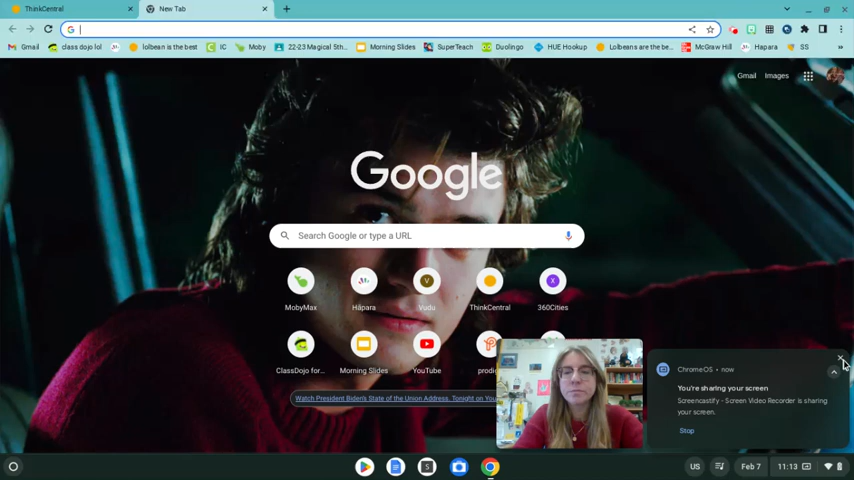 ThinkCentral
New Tab
Gmail
class dojo lol
lolbean is the best
IC
Moby
22-23 Magical 5th...
Morning Slides
SuperTeach
Duolingo
HUE Hookup
Lolbeans are the be...
McGraw Hill
Hapara
SS
»
Gmail Images
Google
Search Google or type a URL
MobyMax
Hāpara
Vudu
ThinkCentral
360Cities
ClassDojo for...
Morning Slides
YouTube
prodig
Watch President Biden's State of the Union Address. Tonight on You
ChromeOS • now
You're sharing your screen
Screencastify - Screen Video Recorder is sharing
your screen.
Stop
US
Feb 7
11:13